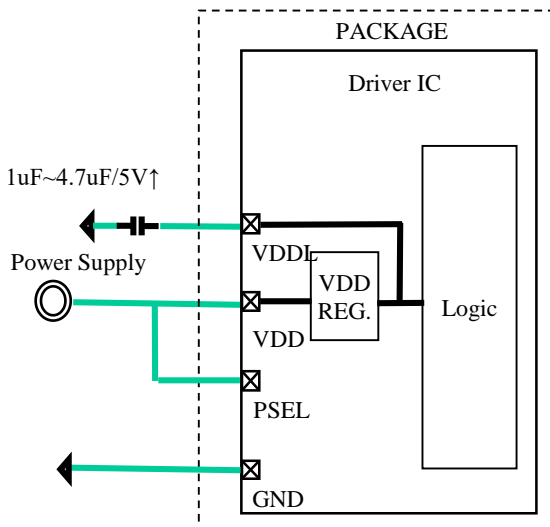 PACKAGE
Driver IC
1uF~4.7uF/5V↑
VDDL
Power Supply
VDD
REG.
Logic
VDD
PSEL
GND